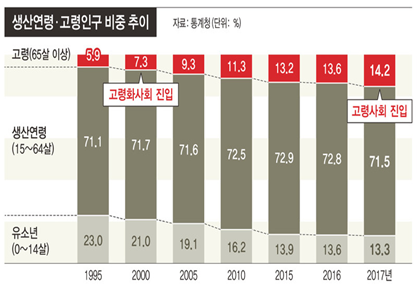 생산연령·고령인구 비중 추이 자료: 통계청(단위: %)
고령(65살 이상) 5.9 7.3 9.3 11.3 13.2 13.6 14.2
고령화사회 진입 고령사회 진입
생산연령
(15~64살)
71.1 71.7 71.6 72.5 72.9 72.8 71.5
유소년
(0~14살)
23.0 21.0 19.1 16.2 13.9 13.6 13.3
1995 2000 2005 2010 2015 2016 2017년